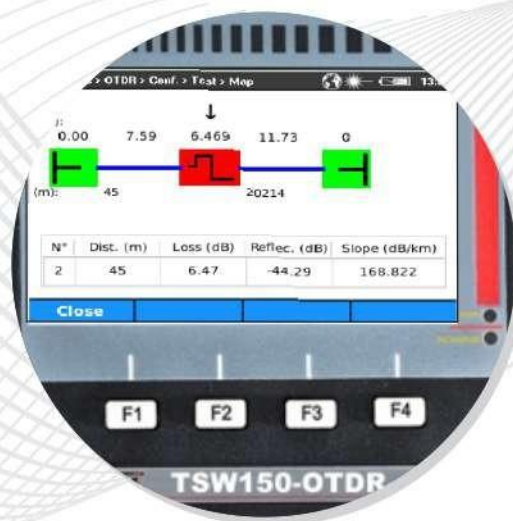 > OTDR > Conf. > Test > Map 13:
):
0.00 7.59 6.469 11.73 0
(m): 45 20214
N° Dist. (m) Loss (dB) Reflec. (dB) Slope (dB/km)
2 45 6.47 -44.29 168.822
Close
F1 F2 F3 F4
TSW150-OTDR